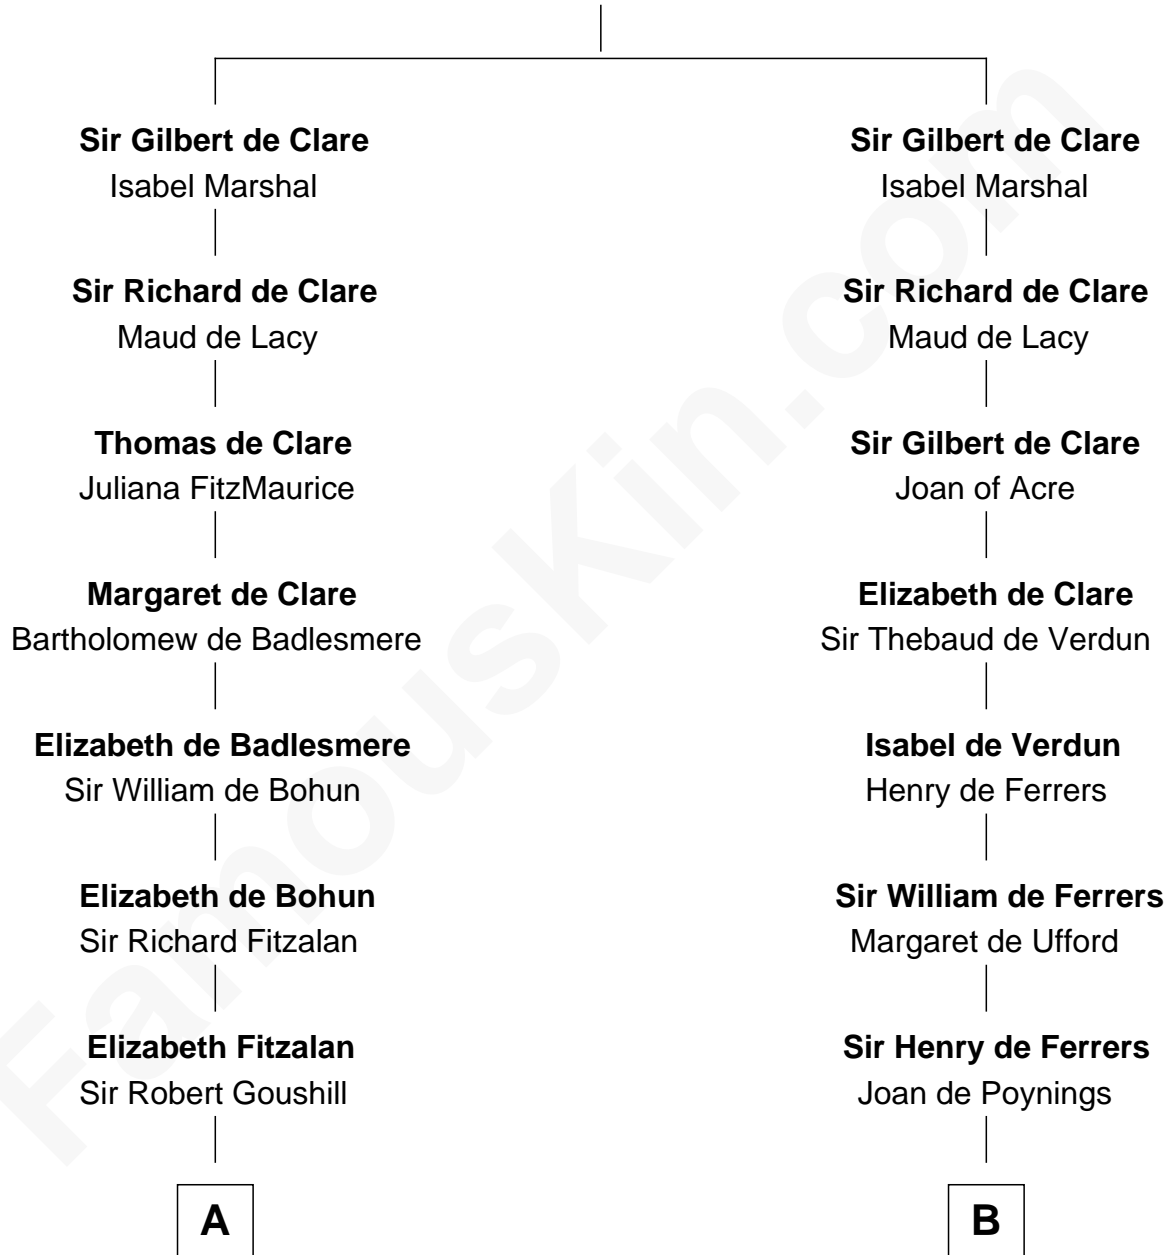 Sir Gilbert de Clare
Isabel Marshal
Sir Richard de Clare
Maud de Lacy
Thomas de Clare
Juliana FitzMaurice
Margaret de Clare
Bartholomew de Badlesmere
Elizabeth de Badlesmere
Sir William de Bohun
Elizabeth de Bohun
Sir Richard Fitzalan
Elizabeth Fitzalan
Sir Robert Goushill
A
Sir Gilbert de Clare
Isabel Marshal
Sir Richard de Clare
Maud de Lacy
Sir Gilbert de Clare
Joan of Acre
Elizabeth de Clare
Sir Thebaud de Verdun
Isabel de Verdun
Henry de Ferrers
Sir William de Ferrers
Margaret de Ufford
Sir Henry de Ferrers
Joan de Poynings
B
FamousKin.com